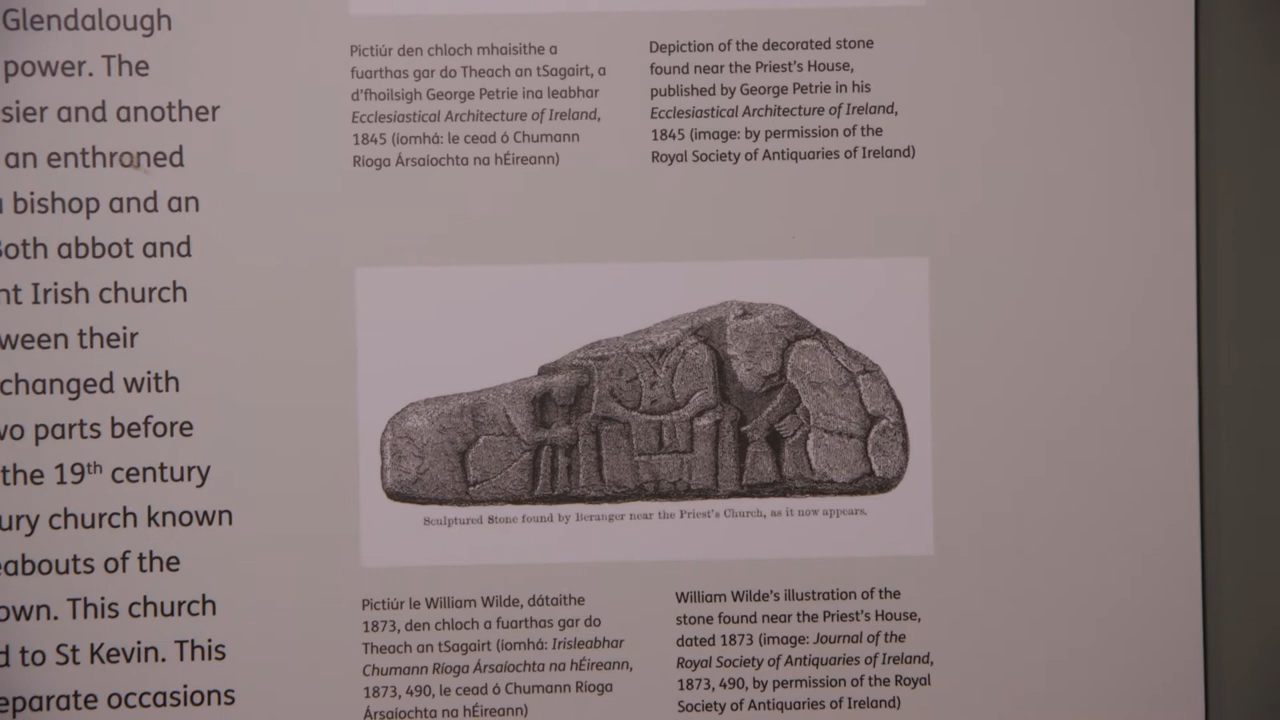 Glendalough
power. The
sier and another
an enthroned
bishop and an
oth abbot and
nt Irish church
ween their
changed with
wo parts before
the 19th century
ury church known
eabouts of the
own. This church
d to St Kevin. This
eparate occasions
Pictiúr den chloch mhaisithe a
fuarthas gar do Theach an tSagairt, a
d'fhoilsigh George Petrie ina leabhar
Ecclesiastical Architecture of Ireland,
1845 (íomhá: le cead ó Chumann
Ríoga Ársaíochta na hÉireann)
Depiction of the decorated stone
found near the Priest's House,
published by George Petrie in his
Ecclesiastical Architecture of Ireland,
1845 (image: by permission of the
Royal Society of Antiquaries of Ireland)
Sculptured Stone found by Beranger near the Priest's Church, as it now appears.
Pictiúr le William Wilde, dátaithe
1873, den chloch a fuarthas gar do
Theach an tSagairt (íomhá: Irisleabhar
Chumann Ríoga Ársaíochta na hÉireann,
1873, 490, le cead ó Chumann Ríoga
Ársaíochta na hÉireann)
William Wilde's illustration of the
stone found near the Priest's House,
dated 1873 (image: Journal of the
Royal Society of Antiquaries of Ireland,
1873, 490, by permission of the Royal
Society of Antiquaries of Ireland)